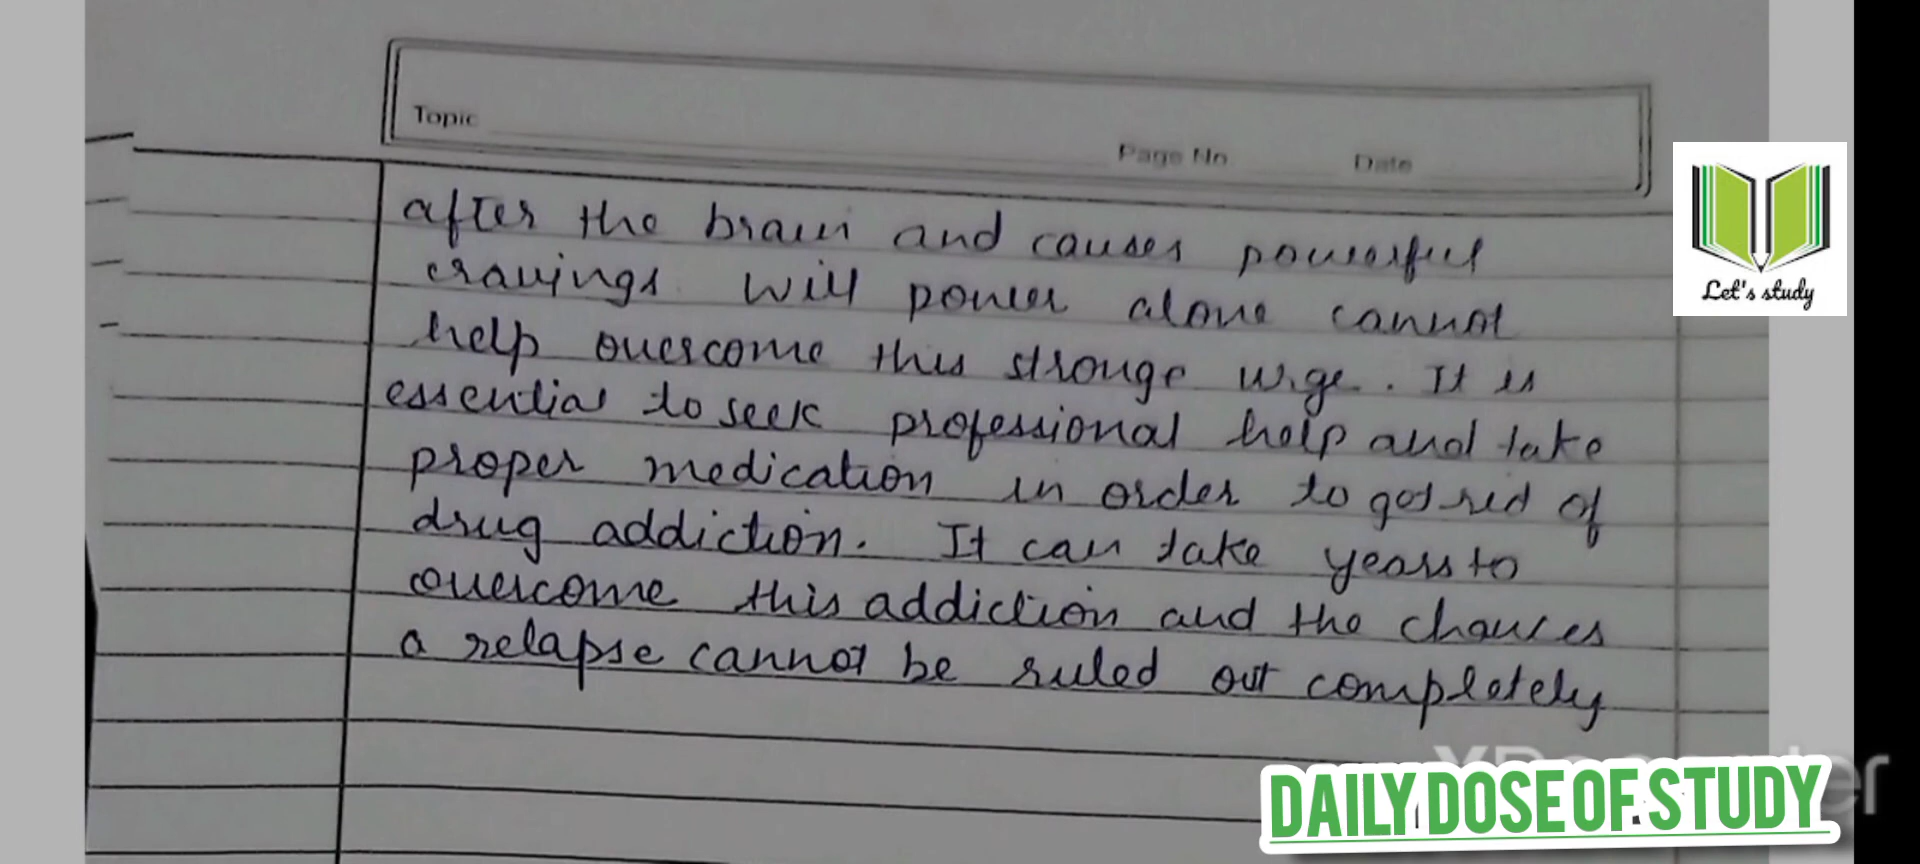 Topic
Page No. Date
after the brain and causes powerful
cravings will power alone cannot
help overcome this stronge urge. It is
essential to seek professional help and take
proper medication in order to got rid of
drug addiction. It can take years to
overcome this addiction and the chances
a relapse cannot be ruled out completely
Let's study
DAILY DOSE OF STUDY